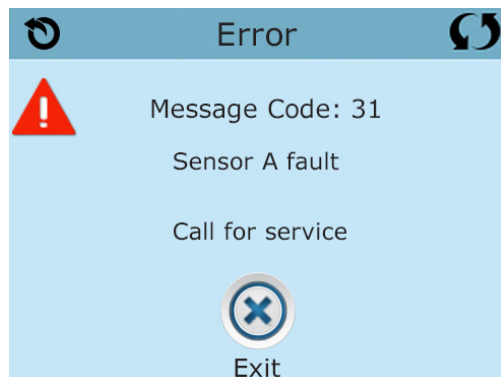 Error
Message Code: 31
Sensor A fault
Call for service
Exit